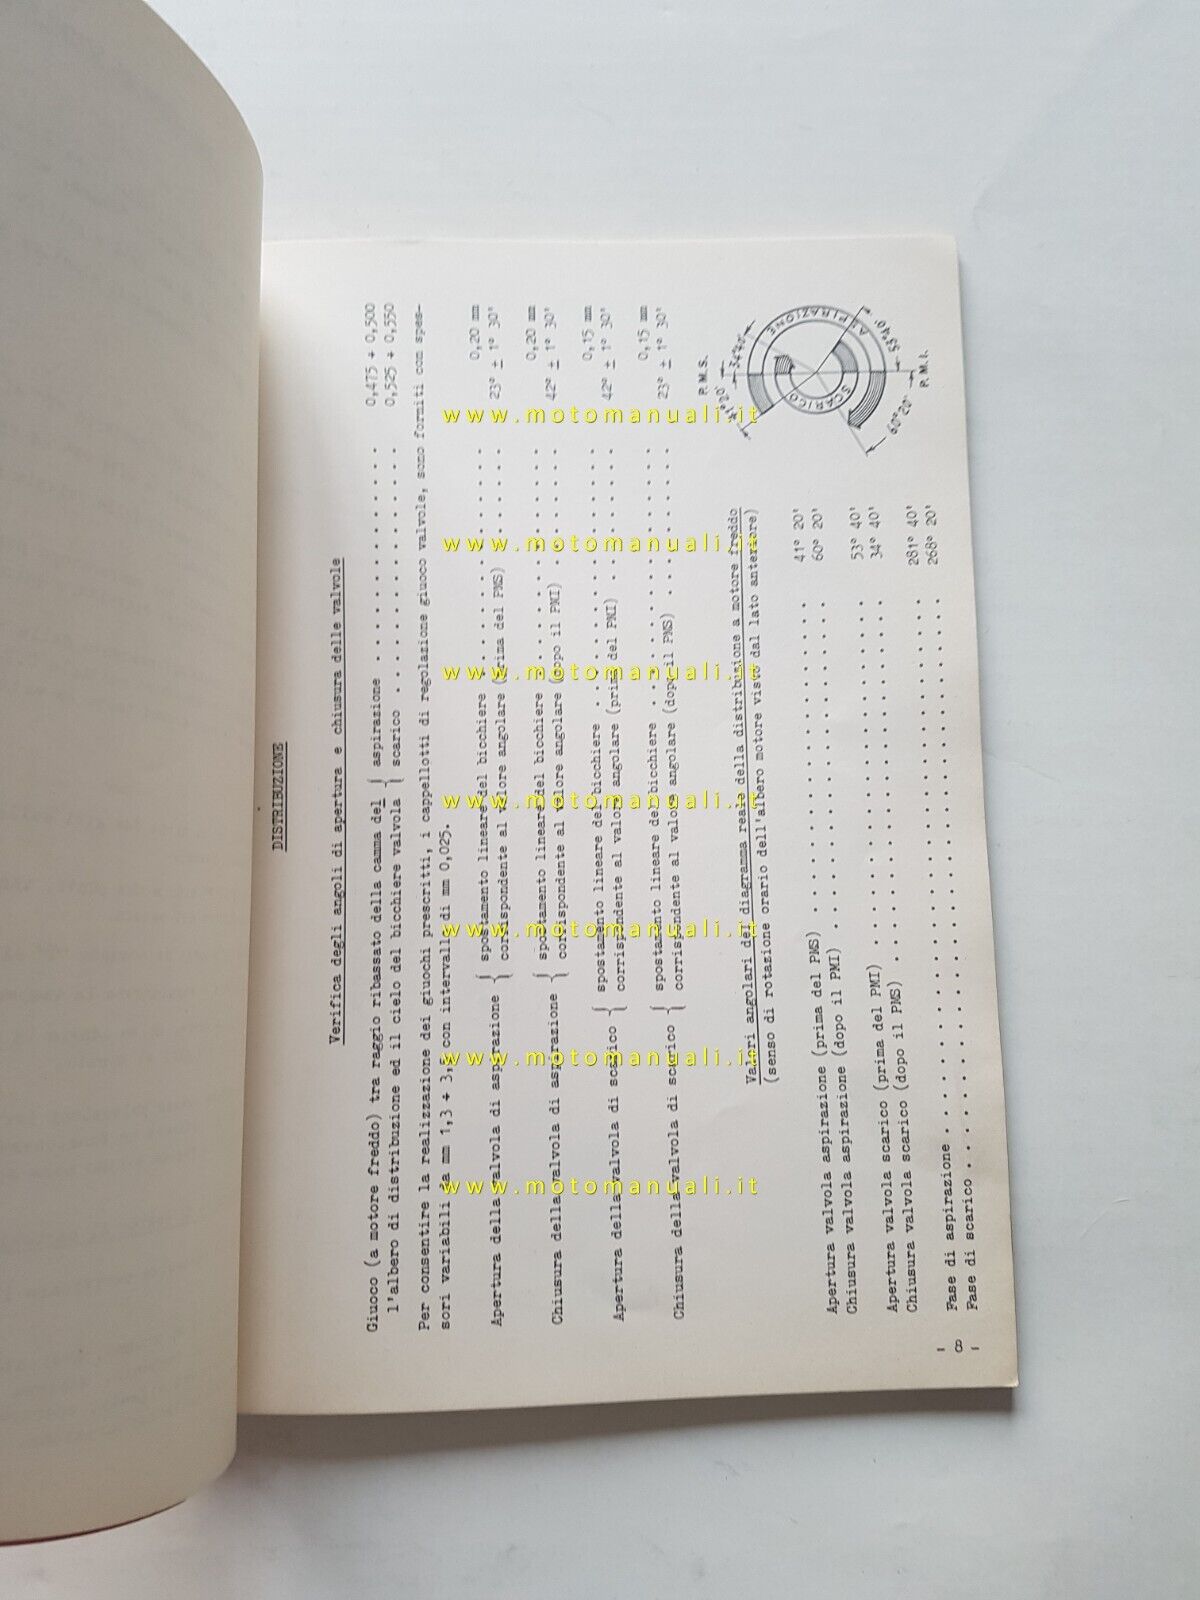 DISTRIBUZIONE
Verifica degli angoli di apertura e chiusura delle valvole
Giuoco (a motore freddo) tra raggio ribassato della camma del { aspirazione . . . . . . . . . . . . . . . 0,475 ÷ 0,500
l'albero di distribuzione ed il cielo del bicchiere valvola { scarico . . . . . . . . . . . . . 0,525 ÷ 0,550
Per consentire la realizzazione dei giuochi prescritti, i cappellotti di regolazione giuoco valvole, sono forniti con spes-
sori variabili da mm 1,3 ÷ 3,5 con intervalli di mm 0,025.
Apertura della valvola di aspirazione { spostamento lineare del bicchiere . . . . . . . . . . . 0,20 mm
corrispondente al valore angolare (prima del PMS) . . . . . . 23° ± 1° 30'
Chiusura della valvola di aspirazione { spostamento lineare del bicchiere . . . . . . . . . . . 0,20 mm
corrispondente al valore angolare (dopo il PMI) . . . . . . 42° ± 1° 30'
Apertura della valvola di scarico { spostamento lineare del bicchiere . . . . . . . . . . . 0,15 mm
corrispondente al valore angolare (prima del PMI) . . . . . . 42° ± 1° 30'
Chiusura della valvola di scarico { spostamento lineare del bicchiere . . . . . . . . . . . 0,15 mm
corrispondente al valore angolare (dopo il PMS) . . . . . . 23° ± 1° 30'
Valori angolari del diagramma reale della distribuzione a motore freddo
(senso di rotazione orario dell'albero motore visto dal lato anteriore)
Apertura valvola aspirazione (prima del PMS) . . . . . . . . . . . . . . . . . 41° 20'
Chiusura valvola aspirazione (dopo il PMI) . . . . . . . . . . . . . . . . . . 60° 20'
Apertura valvola scarico (prima del PMI) . . . . . . . . . . . . . . . . . . . 53° 40'
Chiusura valvola scarico (dopo il PMS) . . . . . . . . . . . . . . . . . . . . 34° 40'
Fase di aspirazione . . . . . . . . . . . . . . . . . . . . . . . . . . . . 281° 40'
Fase di scarico . . . . . . . . . . . . . . . . . . . . . . . . . . . . . . 268° 20'
P.M.S.
41°20'
34°40'
ASPIRAZIONE
SCARICO
60°20'
53°40'
P.M.I.
- 8 -
www.motomanuali.it
www.motomanuali.it
www.motomanuali.it
www.motomanuali.it
www.motomanuali.it
www.motomanuali.it
www.motomanuali.it